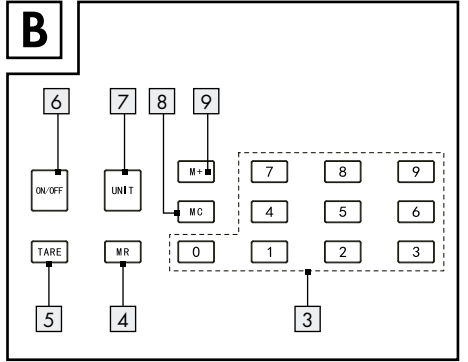 B
6 7 8 9
M+ 7 8 9
ON/OFF UNIT
MC 4 5 6
TARE MR 0 1 2 3
5 4 3